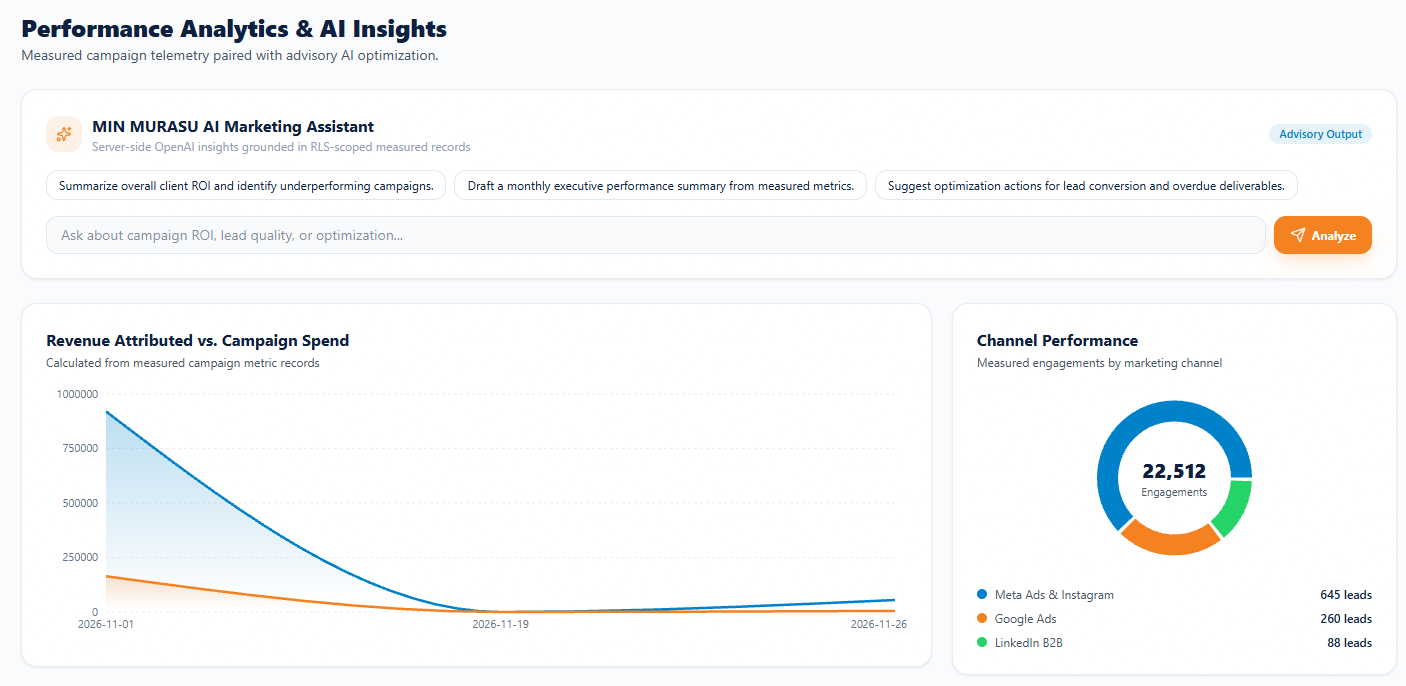 Performance Analytics & AI Insights
Measured campaign telemetry paired with advisory AI optimization.
MIN MURASU AI Marketing Assistant
Server-side OpenAI insights grounded in RLS-scoped measured records
Advisory Output
Summarize overall client ROI and identify underperforming campaigns.
Draft a monthly executive performance summary from measured metrics.
Suggest optimization actions for lead conversion and overdue deliverables.
Ask about campaign ROI, lead quality, or optimization...
Analyze
Revenue Attributed vs. Campaign Spend
Calculated from measured campaign metric records
1000000
750000
500000
250000
0
2026-11-01
2026-11-19
2026-11-26
Channel Performance
Measured engagements by marketing channel
22,512
Engagements
Meta Ads & Instagram 645 leads
Google Ads 260 leads
LinkedIn B2B 88 leads